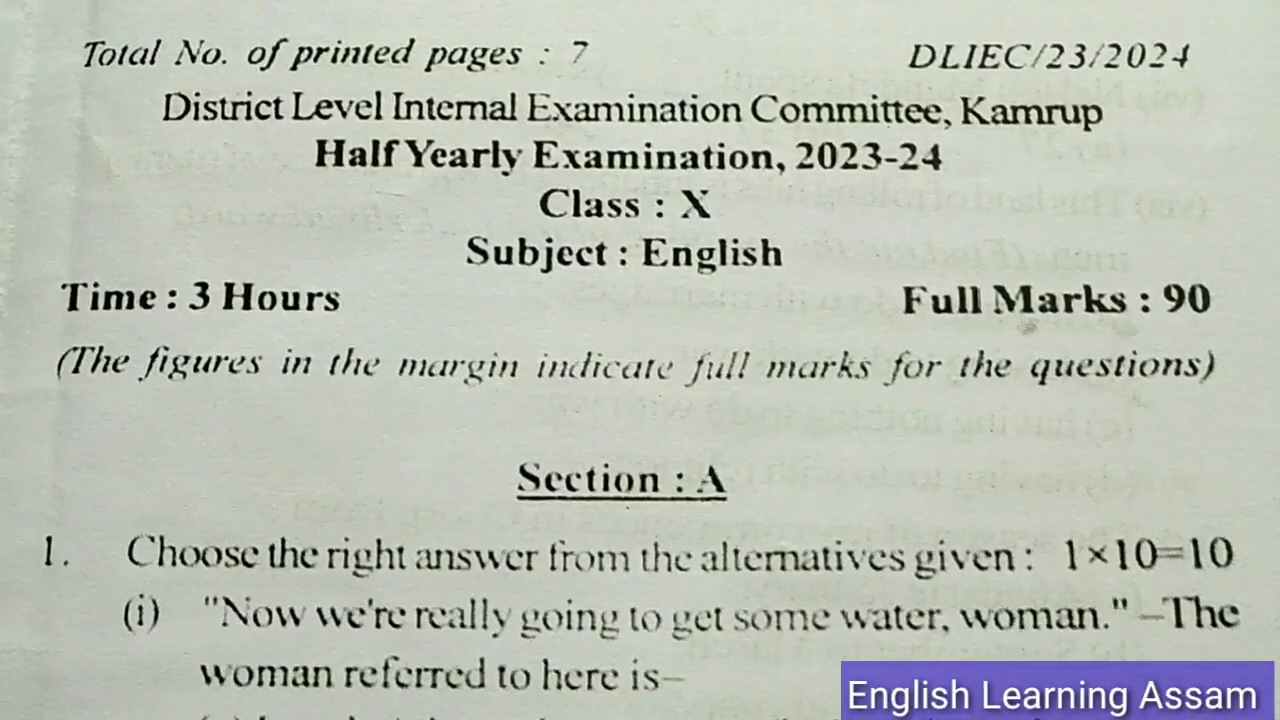 Total No. of printed pages : 7 DLIEC/23/2024
District Level Internal Examination Committee, Kamrup
Half Yearly Examination, 2023-24
Class : X
Subject : English
Time : 3 Hours Full Marks : 90
(The figures in the margin indicate full marks for the questions)
Section : A
1. Choose the right answer from the alternatives given : 1×10=10
(i) "Now we're really going to get some water, woman." –The
woman referred to here is–
English Learning Assam